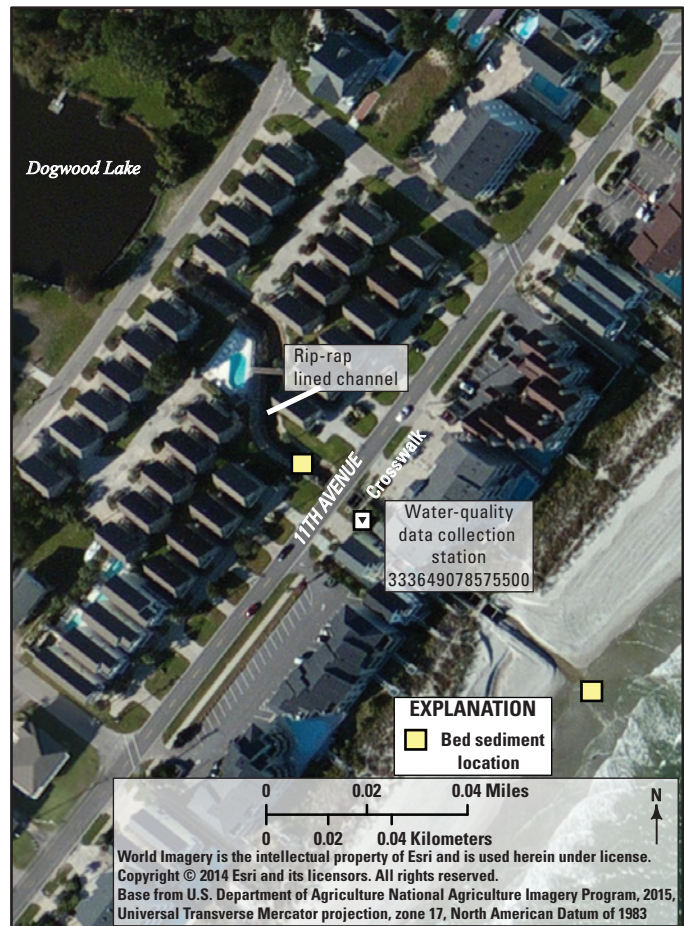 Dogwood Lake
Rip-rap
lined channel
11TH AVENUE
Crosswalk
Water-quality
data collection
station
333649078575500
EXPLANATION
Bed sediment
location
0 0.02 0.04 Miles
0 0.02 0.04 Kilometers
N
World Imagery is the intellectual property of Esri and is used herein under license.
Copyright © 2014 Esri and its licensors. All rights reserved.
Base from U.S. Department of Agriculture National Agriculture Imagery Program, 2015,
Universal Transverse Mercator projection, zone 17, North American Datum of 1983